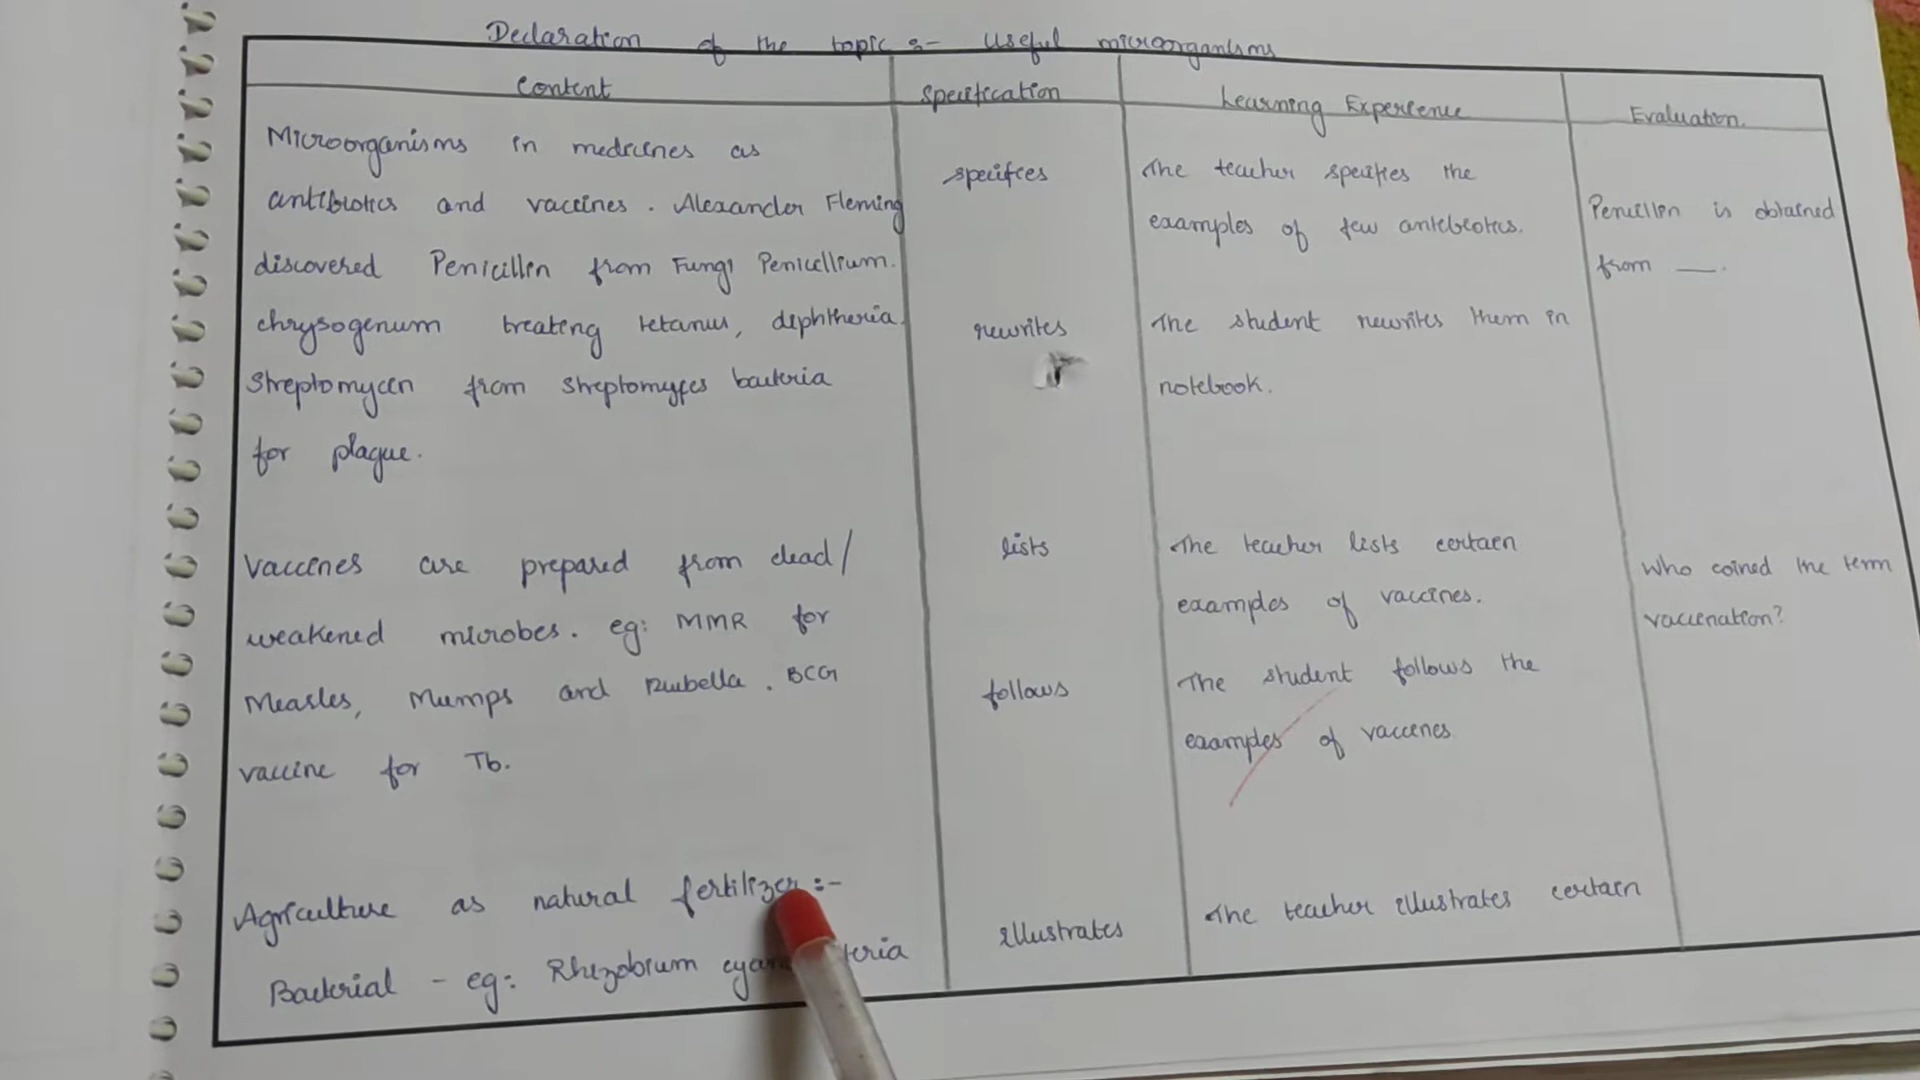 Declaration of the topic :- Useful microorganisms
Content
Specification
Learning Experience
Evaluation.
Microorganisms in medicines as
antibiotics and vaccines. Alexander Fleming
discovered Penicillin from Fungi Penicillium.
chrysogenum treating tetanus, diphtheria.
Streptomycin from Streptomyces bacteria
for plague.
specifies
The teacher specifies the
examples of few antibiotics.
Penicillin is obtained
from __.
rewrites
The student rewrites them in
notebook.
Vaccines are prepared from dead/
weakened microbes. eg: MMR for
Measles, Mumps and Rubella. BCG
vaccine for Tb.
lists
The teacher lists certain
examples of vaccines.
Who coined the term
vaccination?
follows
The student follows the
examples of vaccines
Agriculture as natural fertilizer :-
Bacterial - eg: Rhizobium
illustrates
The teacher illustrates certain